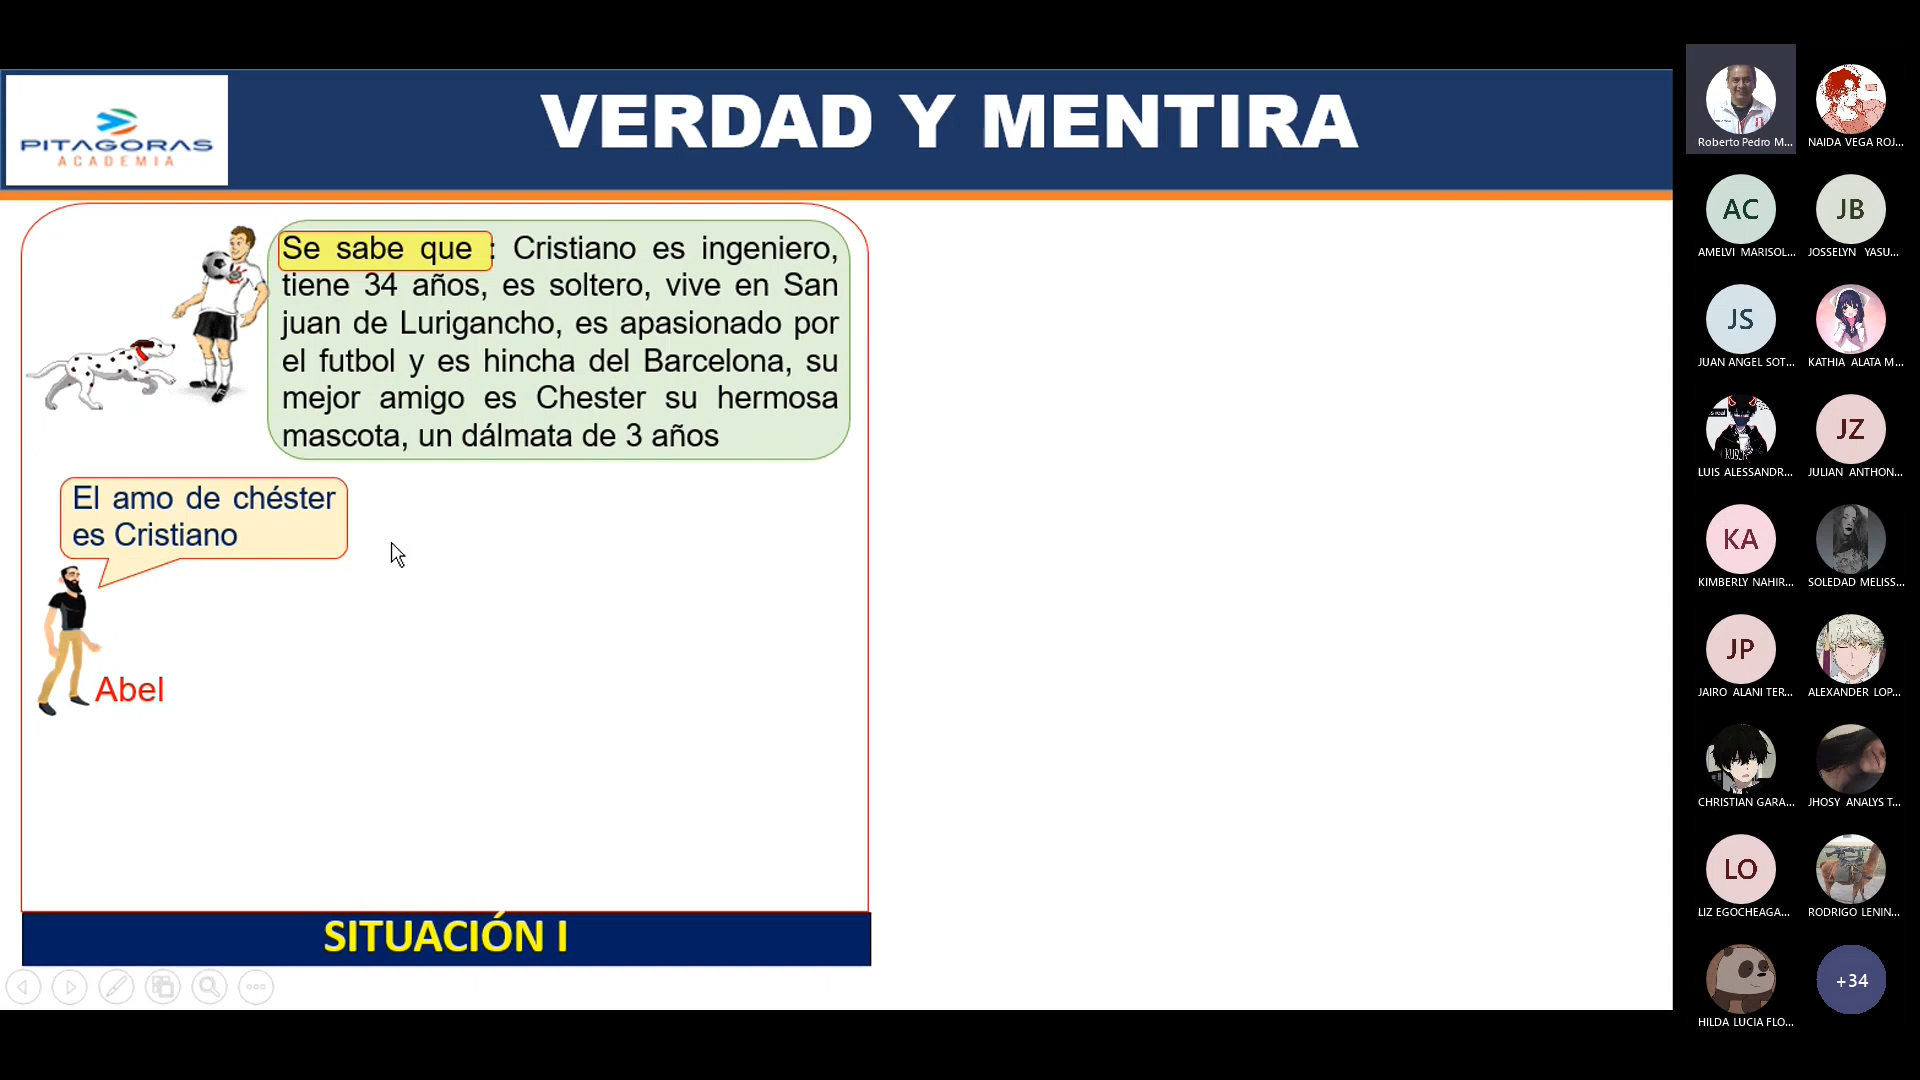 PITAGORAS
ACADEMIA
VERDAD Y MENTIRA
Se sabe que : Cristiano es ingeniero,
tiene 34 años, es soltero, vive en San
juan de Lurigancho, es apasionado por
el futbol y es hincha del Barcelona, su
mejor amigo es Chester su hermosa
mascota, un dálmata de 3 años
El amo de chéster
es Cristiano
Abel
SITUACIÓN I
Roberto Pedro M...
NAIDA VEGA ROJ...
AC
JB
AMELVI MARISOL...
JOSSELYN YASU...
JS
JUAN ANGEL SOT...
KATHIA ALATA M...
JZ
LUIS ALESSANDR...
JULIAN ANTHON...
KA
KIMBERLY NAHIR...
SOLEDAD MELISS...
JP
JAIRO ALANI TER...
ALEXANDER LOP...
CHRISTIAN GARA...
JHOSY ANALYS T...
LO
LIZ EGOCHEAGA...
RODRIGO LENIN...
+34
HILDA LUCIA FLO...